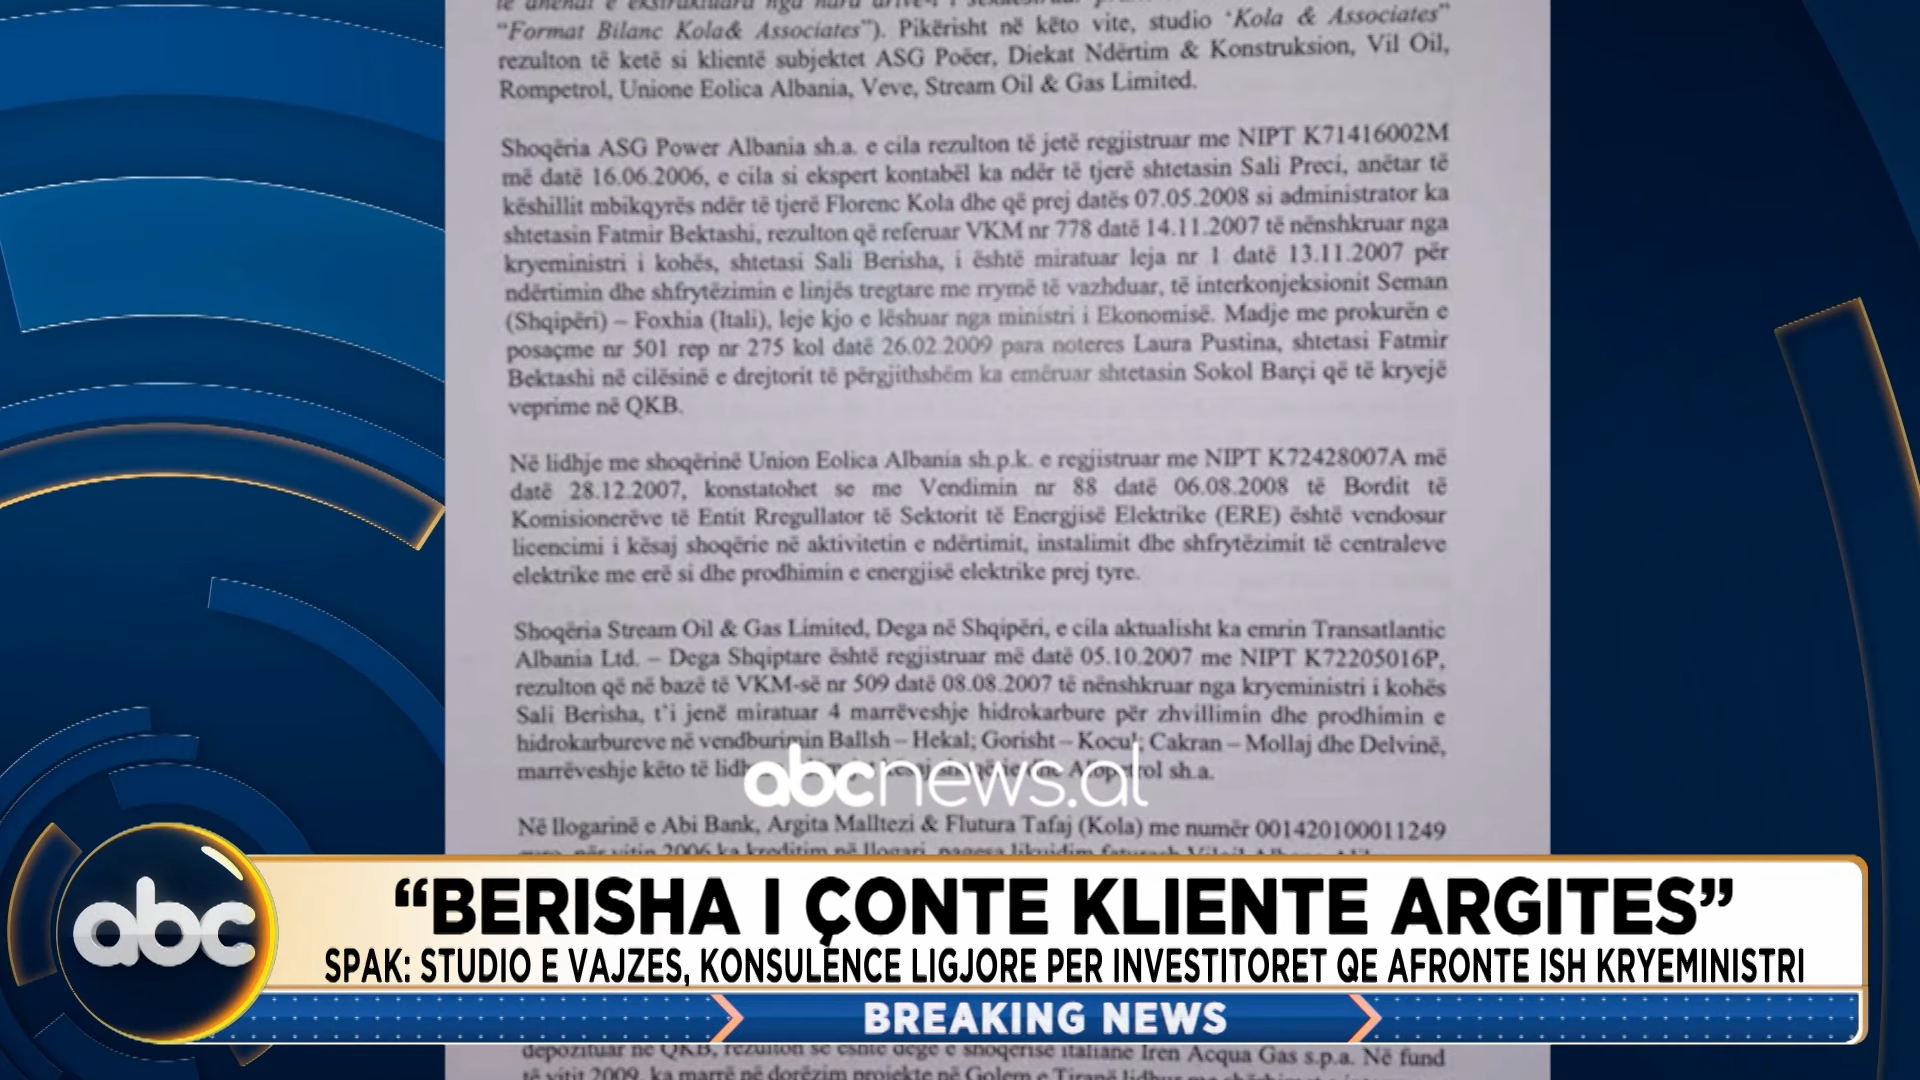 “Format Bilanc Kola& Associates”). Pikërisht në këto vite, studio ‘Kola & Associates”
rezulton të ketë si klientë subjektet ASG Poëer, Diekat Ndërtim & Konstruksion, Vil Oil,
Rompetrol, Unione Eolica Albania, Veve, Stream Oil & Gas Limited.
Shoqëria ASG Power Albania sh.a. e cila rezulton të jetë regjistruar me NIPT K71416002M
më datë 16.06.2006, e cila si ekspert kontabël ka ndër të tjerë shtetasin Sali Preci, anëtar të
këshillit mbikqyrës ndër të tjerë Florenc Kola dhe që prej datës 07.05.2008 si administrator ka
shtetasin Fatmir Bektashi, rezulton që referuar VKM nr 778 datë 14.11.2007 të nënshkruar nga
kryeministri i kohës, shtetasi Sali Berisha, i është miratuar leja nr 1 datë 13.11.2007 për
ndërtimin dhe shfrytëzimin e linjës tregtare me rrymë të vazhduar, të interkonjeksionit Seman
(Shqipëri) – Foxhia (Itali), leje kjo e lëshuar nga ministri i Ekonomisë. Madje me prokurën e
posaçme nr 501 rep nr 275 kol datë 26.02.2009 para noteres Laura Pustina, shtetasi Fatmir
Bektashi në cilësinë e drejtorit të përgjithshëm ka emëruar shtetasin Sokol Barçi që të kryejë
veprime në QKB.
Në lidhje me shoqërinë Union Eolica Albania sh.p.k. e regjistruar me NIPT K72428007A më
datë 28.12.2007, konstatohet se me Vendimin nr 88 datë 06.08.2008 të Bordit të
Komisionerëve të Entit Rregullator të Sektorit të Energjisë Elektrike (ERE) është vendosur
licencimi i kësaj shoqërie në aktivitetin e ndërtimit, instalimit dhe shfrytëzimit të centraleve
elektrike me erë si dhe prodhimin e energjisë elektrike prej tyre.
Shoqëria Stream Oil & Gas Limited, Dega në Shqipëri, e cila aktualisht ka emrin Transatlantic
Albania Ltd. – Dega Shqiptare është regjistruar më datë 05.10.2007 me NIPT K72205016P,
rezulton që në bazë të VKM-së nr 509 datë 08.08.2007 të nënshkruar nga kryeministri i kohës
Sali Berisha, t’i jenë miratuar 4 marrëveshje hidrokarbure për zhvillimin dhe prodhimin e
hidrokarbureve në vendburimin Ballsh – Hekal; Gorisht – Kocul; Cakran – Mollaj dhe Delvinë,
marrëveshje këto të sh.a.
abcnews.al
Në llogarinë e Abi Bank, Argita Malltezi & Flutura Tafaj (Kola) me numër 001420100011249
abc
“BERISHA I ÇONTE KLIENTE ARGITES”
SPAK: STUDIO E VAJZES, KONSULENCE LIGJORE PER INVESTITORET QE AFRONTE ISH KRYEMINISTRI
BREAKING NEWS
depozituar në QKB, rezulton se është degë e shoqërisë italiane Iren Acqua Gas s.p.a. Në fund